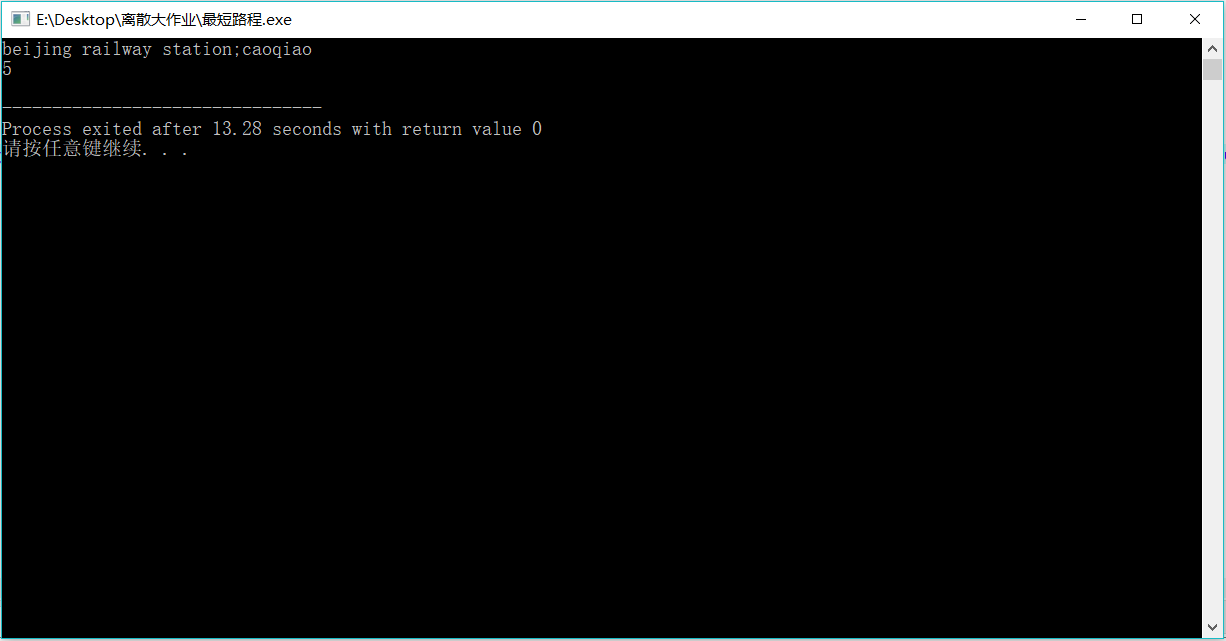 E:\Desktop\离散大作业\最短路程.exe
beijing railway station;caoqiao
5
--------------------------------
Process exited after 13.28 seconds with return value 0
请按任意键继续. . .